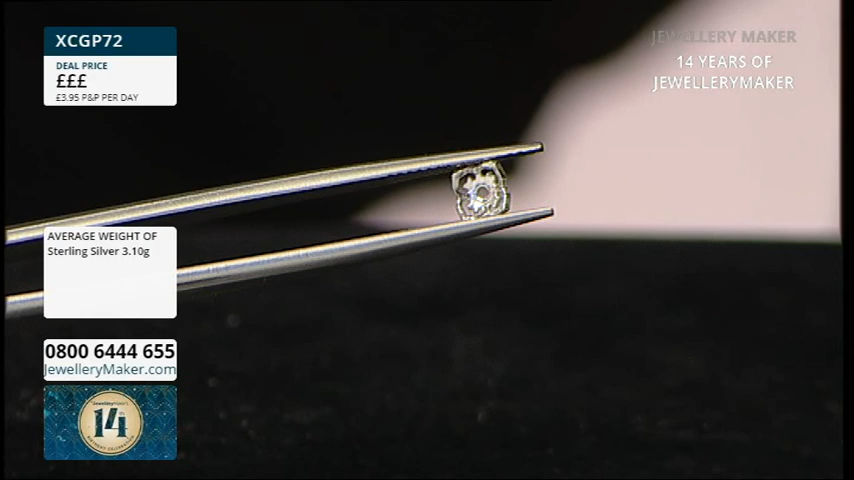 XCGP72
DEAL PRICE
£££
£3.95 P&P PER DAY
JEWELLERY MAKER
14 YEARS OF
JEWELLERYMAKER
AVERAGE WEIGHT OF
Sterling Silver 3.10g
0800 6444 655
JewelleryMaker.com
14